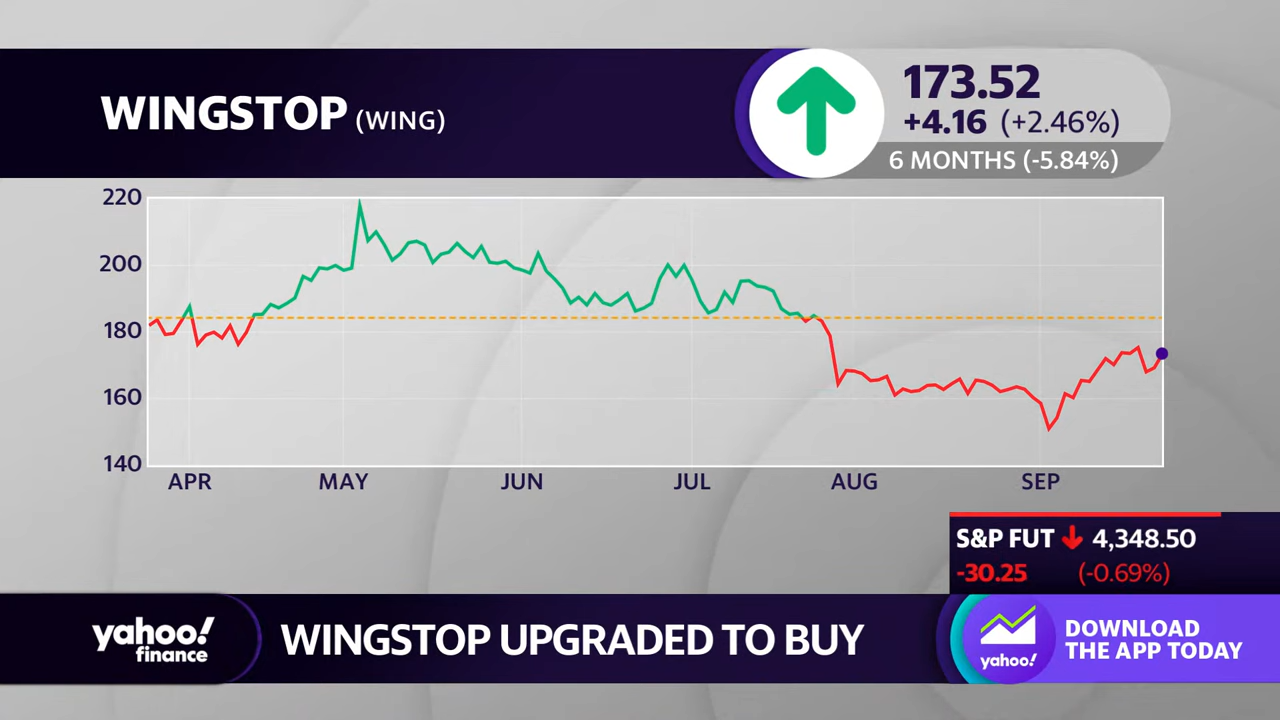 WINGSTOP (WING)
173.52
+4.16 (+2.46%)
6 MONTHS (-5.84%)
220
200
180
160
140
APR MAY JUN JUL AUG SEP
S&P FUT 4,348.50
-30.25 (-0.69%)
yahoo!
finance
WINGSTOP UPGRADED TO BUY
yahoo!
DOWNLOAD
THE APP TODAY